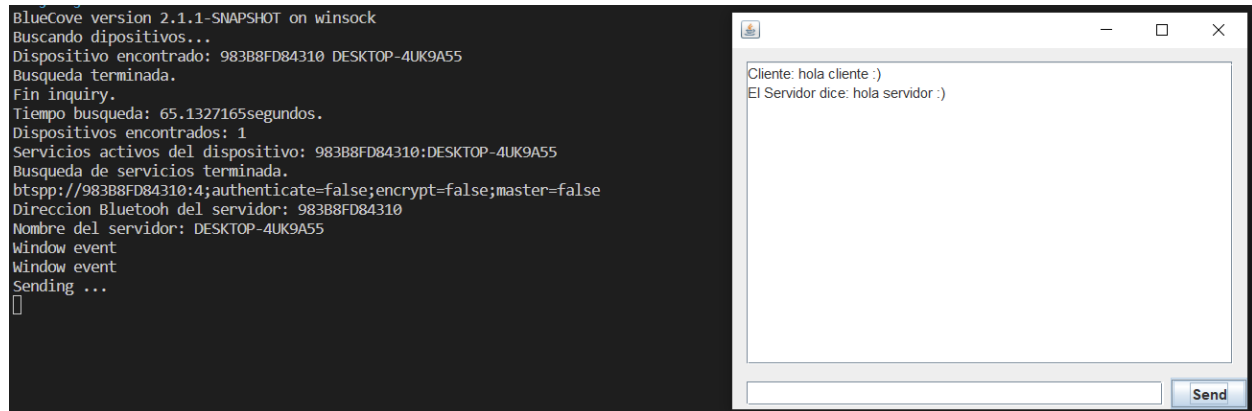 BlueCove version 2.1.1-SNAPSHOT on winsock
Buscando dipositivos...
Dispositivo encontrado: 983B8FD84310 DESKTOP-4UK9A55
Busqueda terminada.
Fin inquiry.
Tiempo busqueda: 65.1327165segundos.
Dispositivos encontrados: 1
Servicios activos del dispositivo: 983B8FD84310:DESKTOP-4UK9A55
Busqueda de servicios terminada.
btspp://983B8FD84310:4;authenticate=false;encrypt=false;master=false
Direccion Bluetooh del servidor: 983B8FD84310
Nombre del servidor: DESKTOP-4UK9A55
Window event
Window event
Sending ...
Cliente: hola cliente :)
El Servidor dice: hola servidor :)
Send